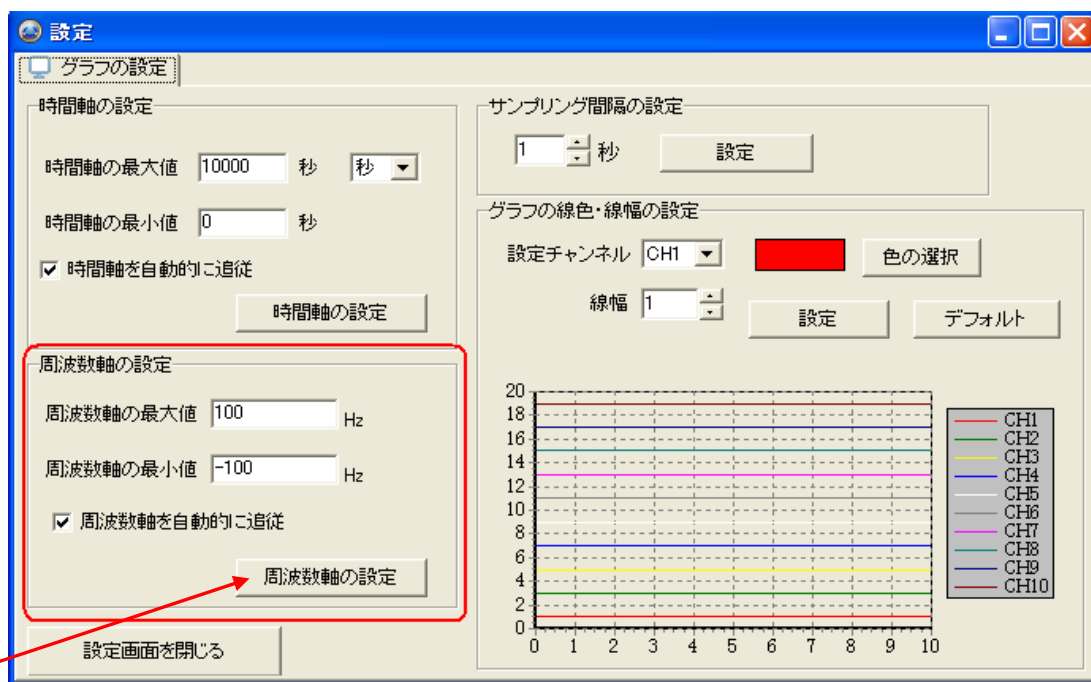 設定
グラフの設定
時間軸の設定
時間軸の最大値 10000 秒 秒
時間軸の最小値 0 秒
時間軸を自動的に追従
時間軸の設定
周波数軸の設定
周波数軸の最大値 100 Hz
周波数軸の最小値 -100 Hz
周波数軸を自動的に追従
周波数軸の設定
設定画面を閉じる
サンプリング間隔の設定
1 秒 設定
グラフの線色・線幅の設定
設定チャンネル CH1 色の選択
線幅 1 設定 デフォルト
20
18
16
14
12
10
8
6
4
2
0
0 1 2 3 4 5 6 7 8 9 10
CH1
CH2
CH3
CH4
CH5
CH6
CH7
CH8
CH9
CH10